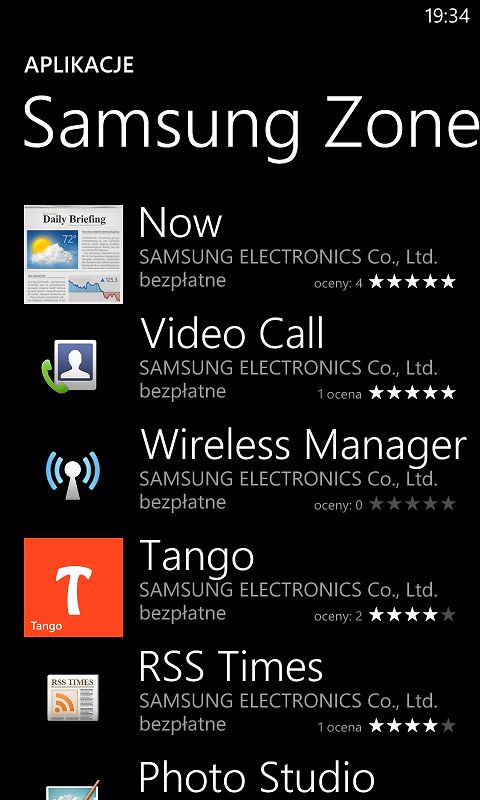 19:34
APLIKACJE
Samsung Zone
Daily Briefing
72°
125.3
Now
SAMSUNG ELECTRONICS Co., Ltd.
bezpłatne
oceny: 4
Video Call
SAMSUNG ELECTRONICS Co., Ltd.
bezpłatne
1 ocena
Wireless Manager
SAMSUNG ELECTRONICS Co., Ltd.
bezpłatne
oceny: 0
Tango
Tango
SAMSUNG ELECTRONICS Co., Ltd.
bezpłatne
oceny: 2
RSS TIMES
RSS Times
SAMSUNG ELECTRONICS Co., Ltd.
bezpłatne
1 ocena
Photo Studio